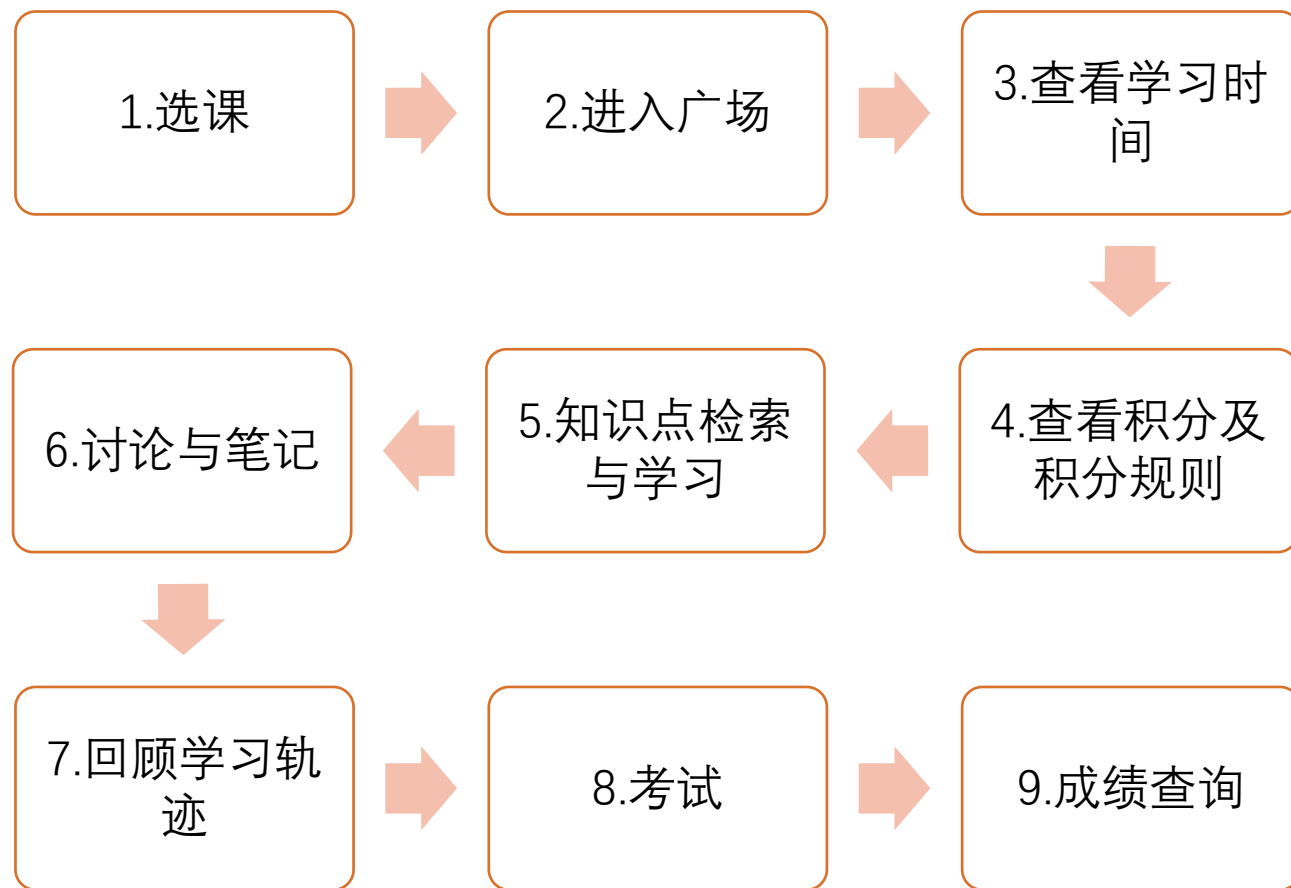 1.选课
2.进入广场
3.查看学习时
间
4.查看积分及
积分规则
5.知识点检索
与学习
6.讨论与笔记
7.回顾学习轨
迹
8.考试
9.成绩查询